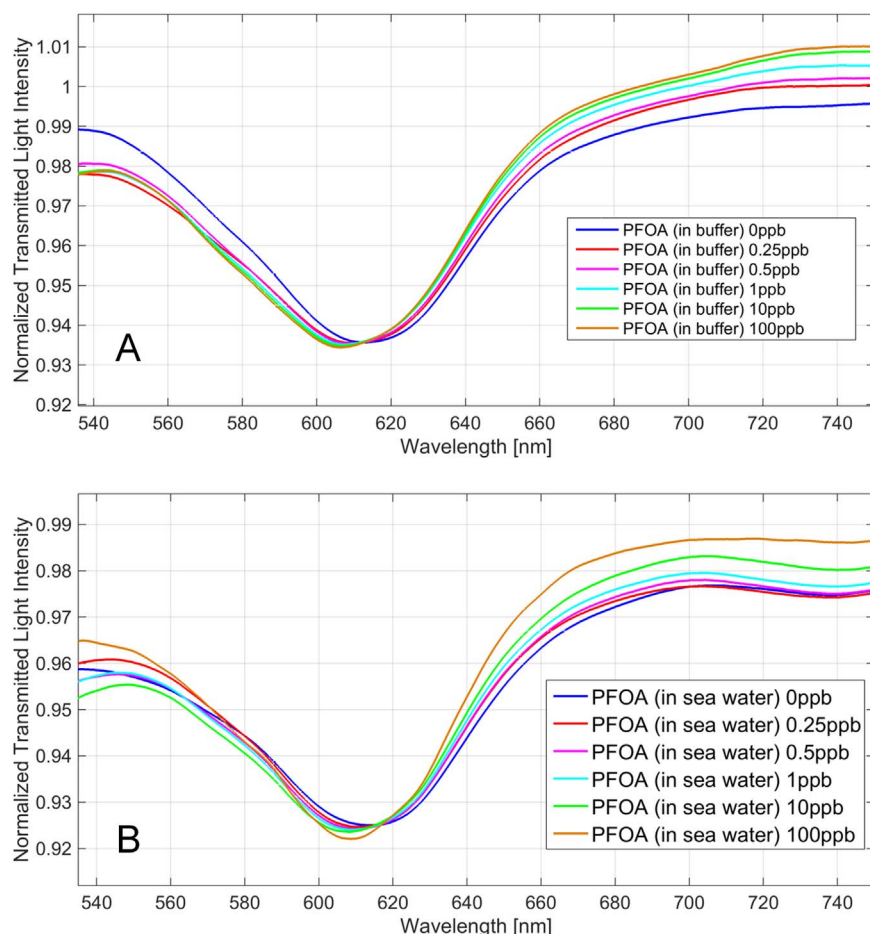 Normalized Transmitted Light Intensity
1.01
1
0.99
0.98
0.97
0.96
0.95
0.94
0.93
0.92
PFOA (in buffer) 0ppb
PFOA (in buffer) 0.25ppb
PFOA (in buffer) 0.5ppb
PFOA (in buffer) 1ppb
PFOA (in buffer) 10ppb
PFOA (in buffer) 100ppb
A
540 560 580 600 620 640 660 680 700 720 740
Wavelength [nm]
Normalized Transmitted Light Intensity
0.99
0.98
0.97
0.96
0.95
0.94
0.93
0.92
PFOA (in sea water) 0ppb
PFOA (in sea water) 0.25ppb
PFOA (in sea water) 0.5ppb
PFOA (in sea water) 1ppb
PFOA (in sea water) 10ppb
PFOA (in sea water) 100ppb
B
540 560 580 600 620 640 660 680 700 720 740
Wavelength [nm]